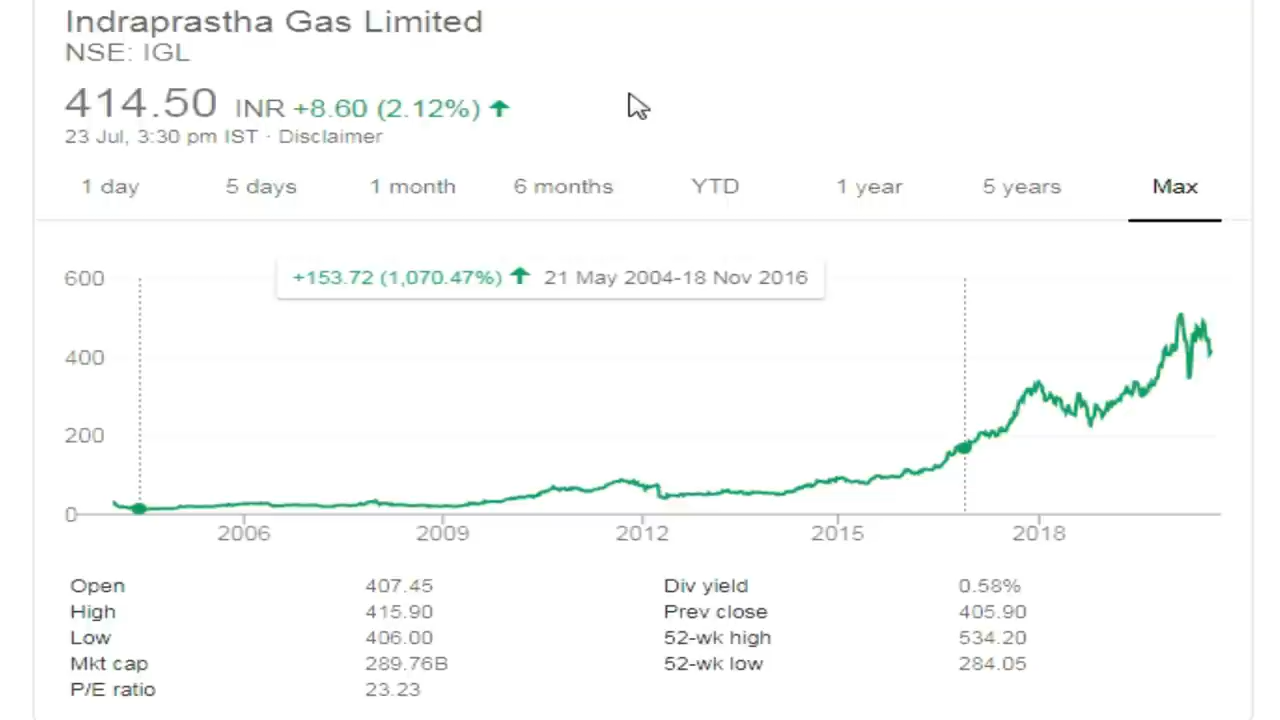 Indraprastha Gas Limited
NSE: IGL
414.50 INR +8.60 (2.12%) ↑
23 Jul, 3:30 pm IST · Disclaimer
1 day 5 days 1 month 6 months YTD 1 year 5 years Max
+153.72 (1,070.47%) ↑ 21 May 2004-18 Nov 2016
600
400
200
0
2006 2009 2012 2015 2018
Open 407.45 Div yield 0.58%
High 415.90 Prev close 405.90
Low 406.00 52-wk high 534.20
Mkt cap 289.76B 52-wk low 284.05
P/E ratio 23.23